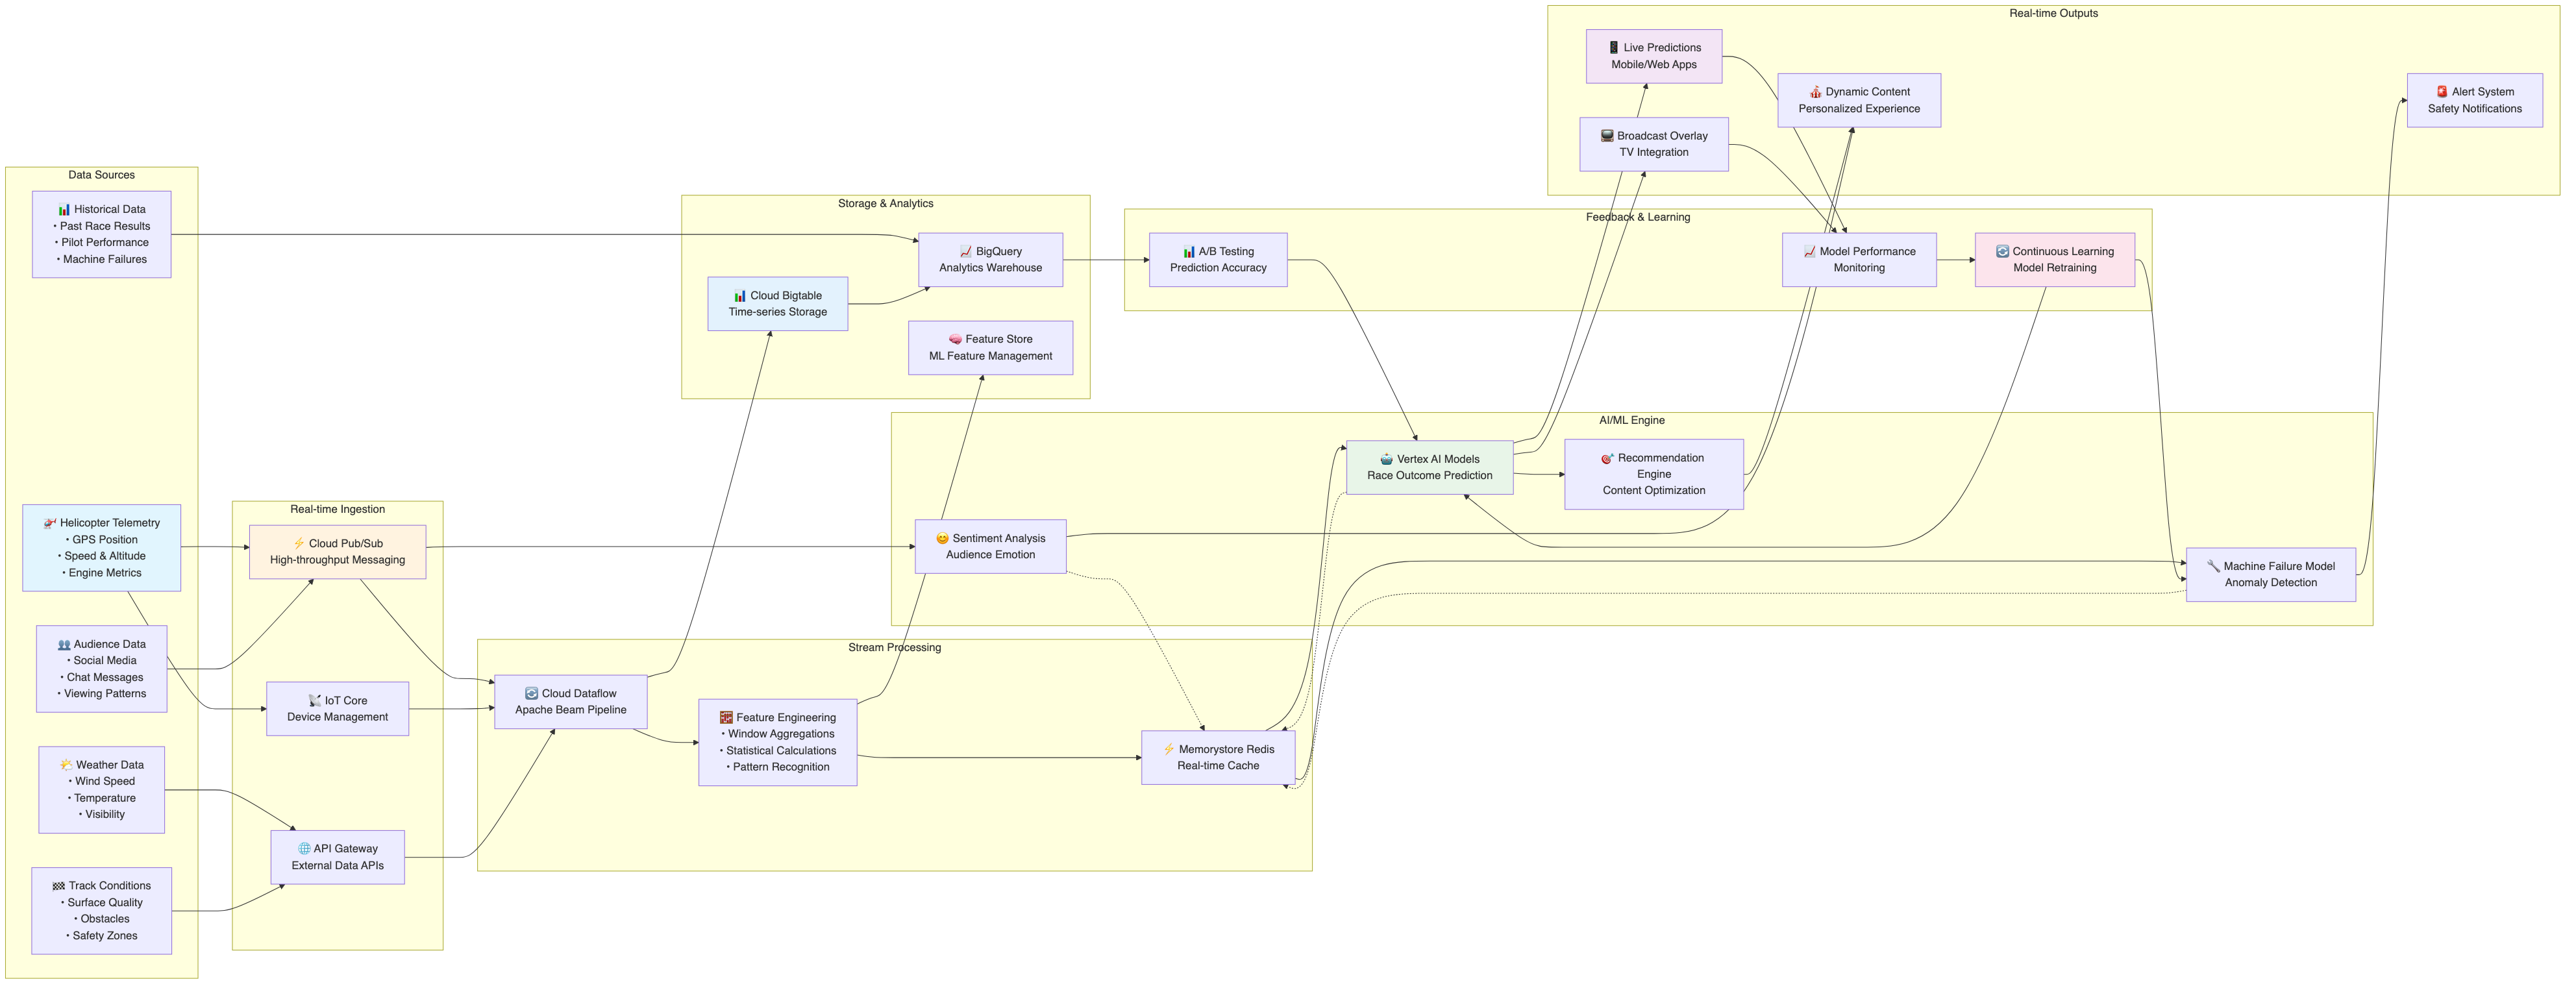 Data Sources
📊 Historical Data
• Past Race Results
• Pilot Performance
• Machine Failures
🚁 Helicopter Telemetry
• GPS Position
• Speed & Altitude
• Engine Metrics
👥 Audience Data
• Social Media
• Chat Messages
• Viewing Patterns
🌤️ Weather Data
• Wind Speed
• Temperature
• Visibility
🏁 Track Conditions
• Surface Quality
• Obstacles
• Safety Zones
Real-time Ingestion
⚡ Cloud Pub/Sub
High-throughput Messaging
📡 IoT Core
Device Management
🌐 API Gateway
External Data APIs
Stream Processing
🔄 Cloud Dataflow
Apache Beam Pipeline
🧮 Feature Engineering
• Window Aggregations
• Statistical Calculations
• Pattern Recognition
⚡ Memorystore Redis
Real-time Cache
Storage & Analytics
📈 BigQuery
Analytics Warehouse
📊 Cloud Bigtable
Time-series Storage
🧠 Feature Store
ML Feature Management
AI/ML Engine
🤖 Vertex AI Models
Race Outcome Prediction
🎯 Recommendation
Engine
Content Optimization
😊 Sentiment Analysis
Audience Emotion
🔧 Machine Failure Model
Anomaly Detection
Feedback & Learning
📊 A/B Testing
Prediction Accuracy
📈 Model Performance
Monitoring
🔄 Continuous Learning
Model Retraining
Real-time Outputs
📱 Live Predictions
Mobile/Web Apps
🎪 Dynamic Content
Personalized Experience
📺 Broadcast Overlay
TV Integration
🚨 Alert System
Safety Notifications